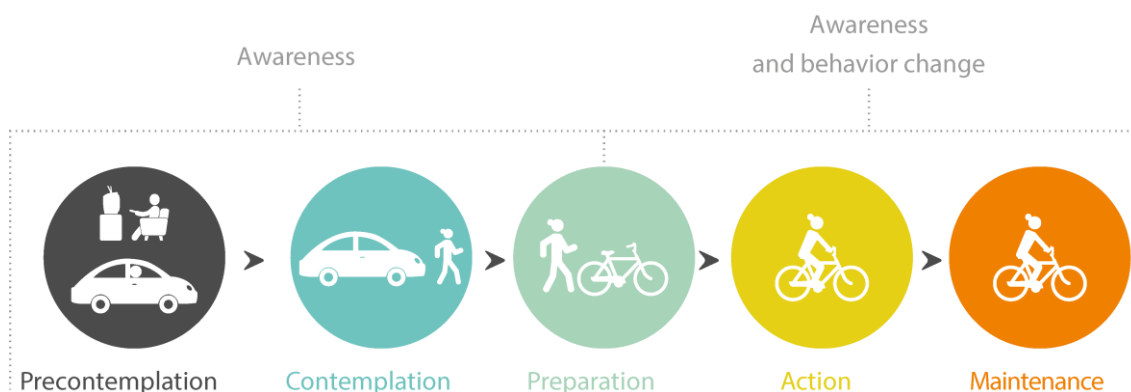 Awareness
Awareness
and behavior change
Precontemplation
Contemplation
Preparation
Action
Maintenance